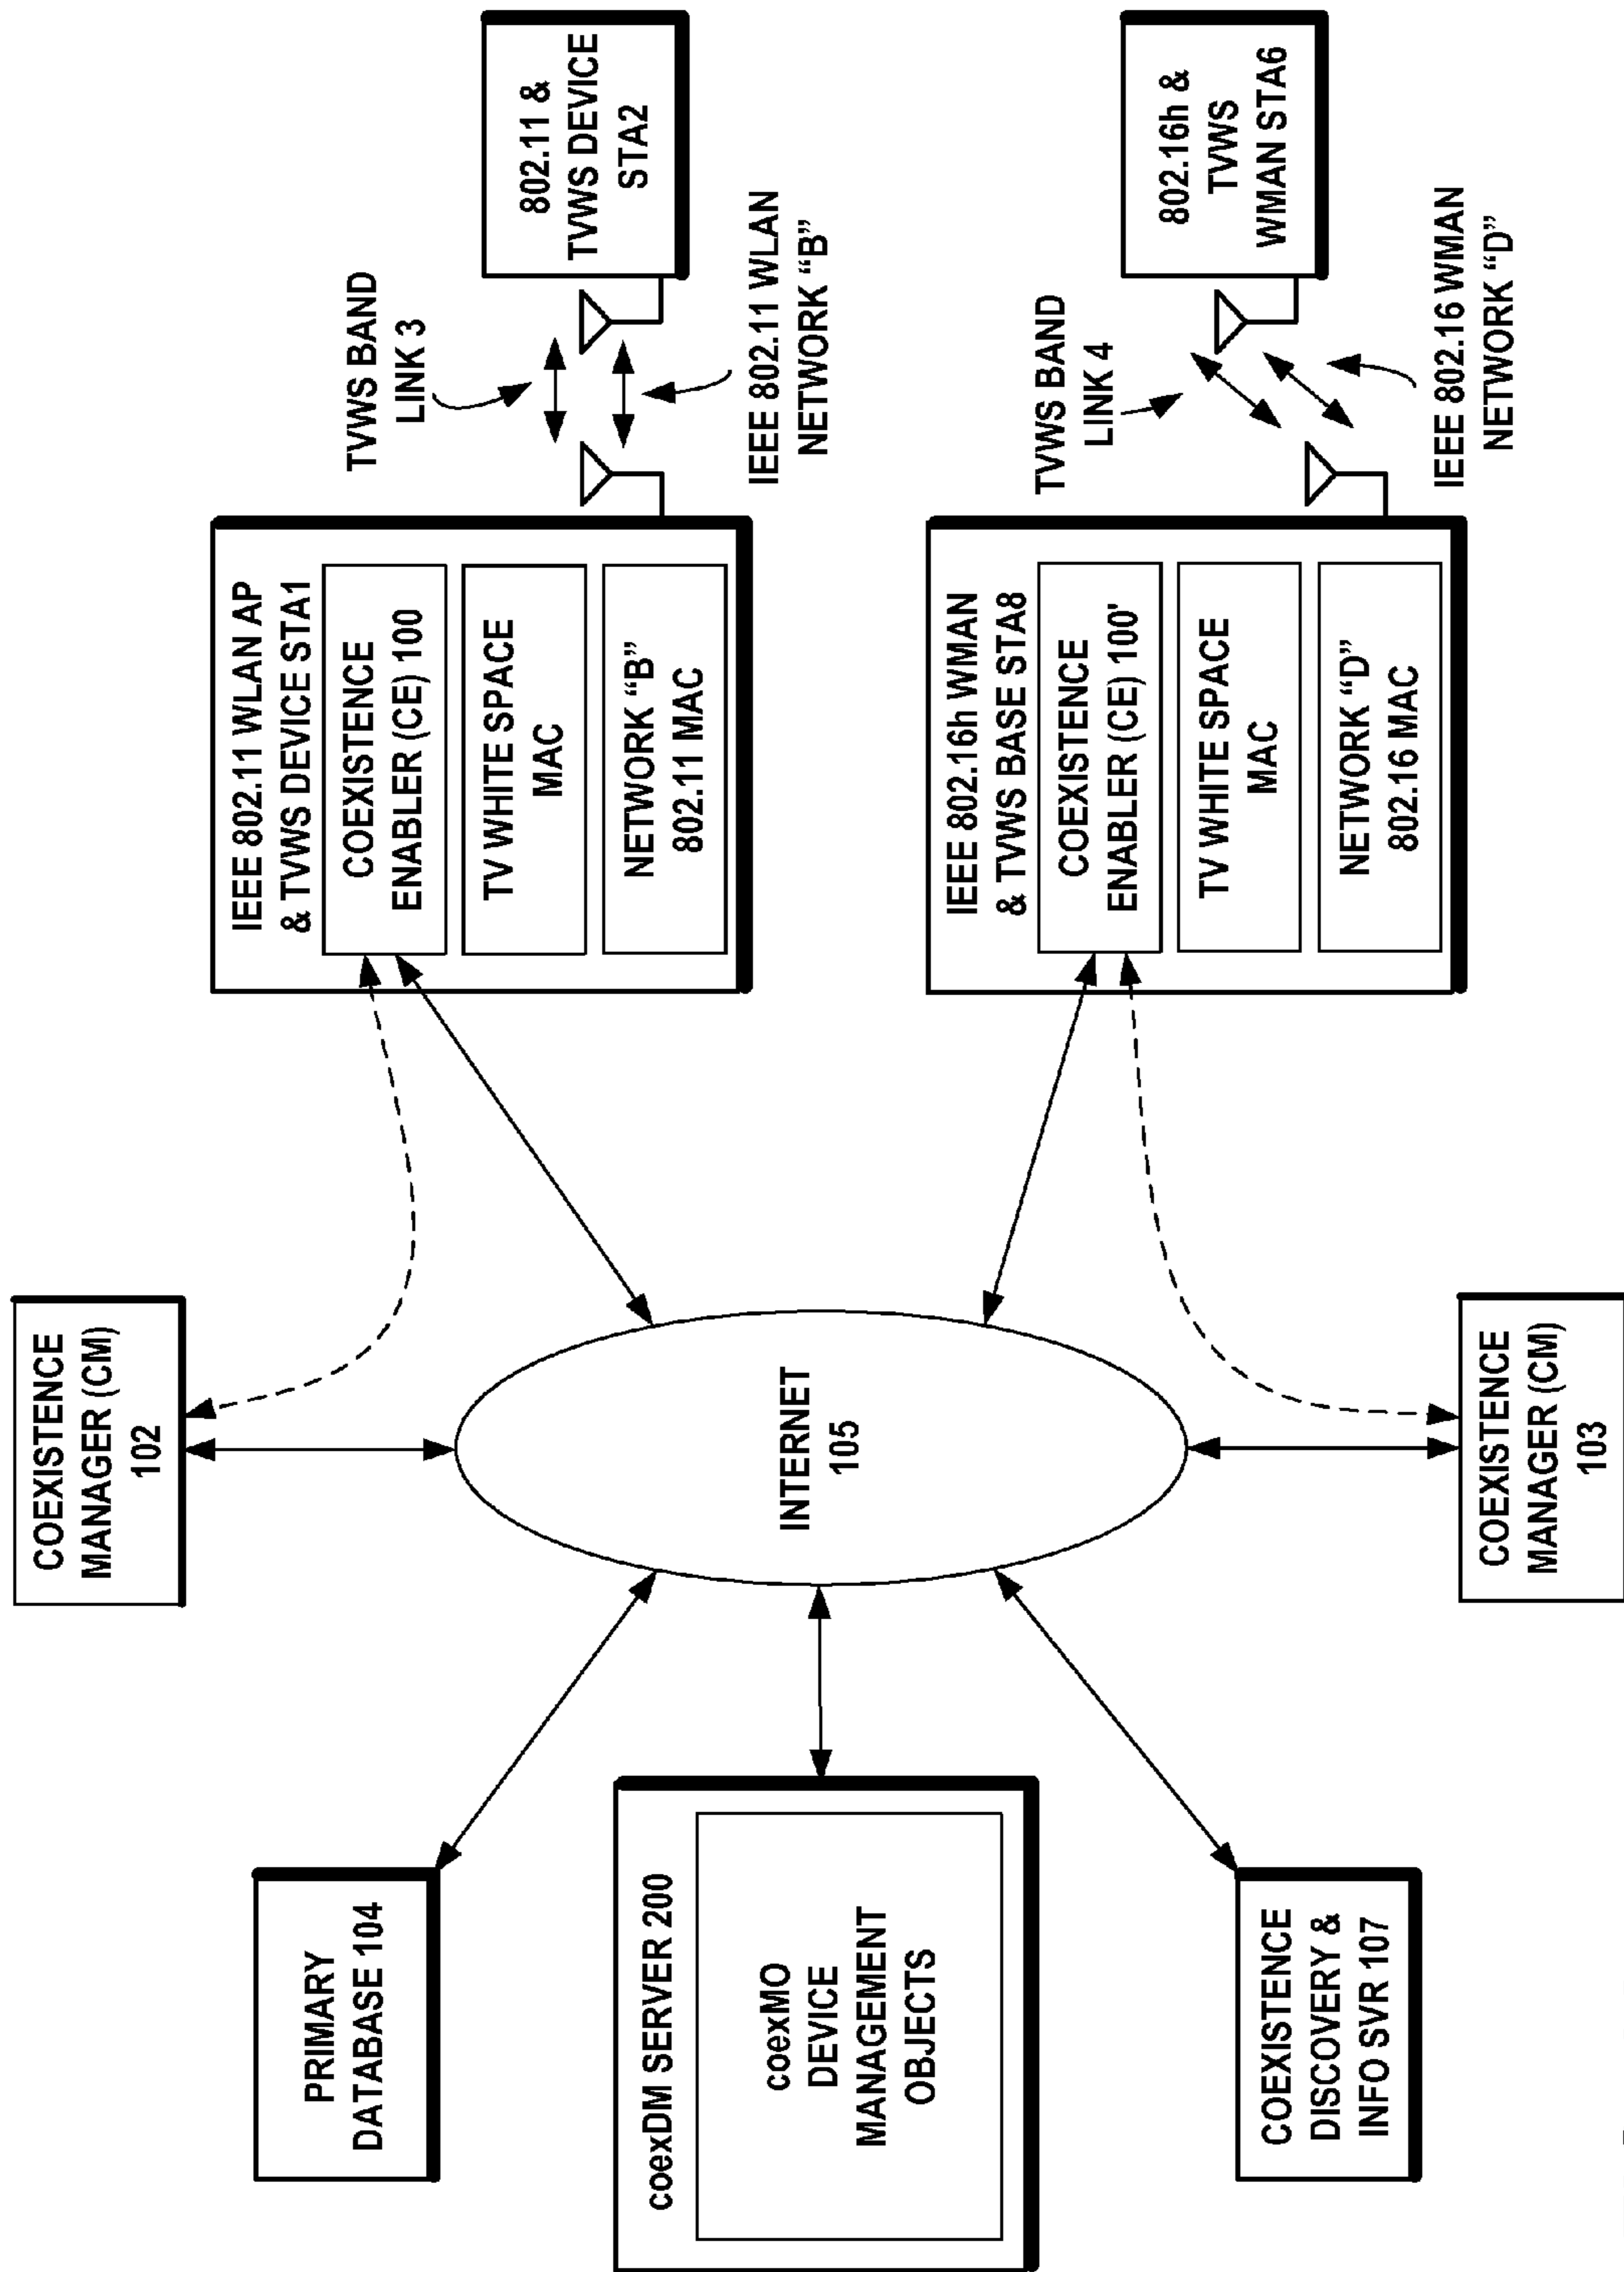 PRIMARY
DATABASE 104
coexDM SERVER 200
coexMO
DEVICE
MANAGEMENT
OBJECTS
COEXISTENCE
DISCOVERY &
INFO SVR 107
COEXISTENCE
MANAGER (CM)
102
INTERNET
105
COEXISTENCE
MANAGER (CM)
103
IEEE 802.11 WLAN AP
& TVWS DEVICE STA1
COEXISTENCE
ENABLER (CE) 100
TV WHITE SPACE
MAC
NETWORK “B”
802.11 MAC
IEEE 802.16h WMAN
& TVWS BASE STA8
COEXISTENCE
ENABLER (CE) 100'
TV WHITE SPACE
MAC
NETWORK “D”
802.16 MAC
TVWS BAND
LINK 3
IEEE 802.11 WLAN
NETWORK “B”
TVWS BAND
LINK 4
IEEE 802.16 WMAN
NETWORK “D”
802.11 &
TVWS DEVICE
STA2
802.16h &
TVWS
WMAN STA6